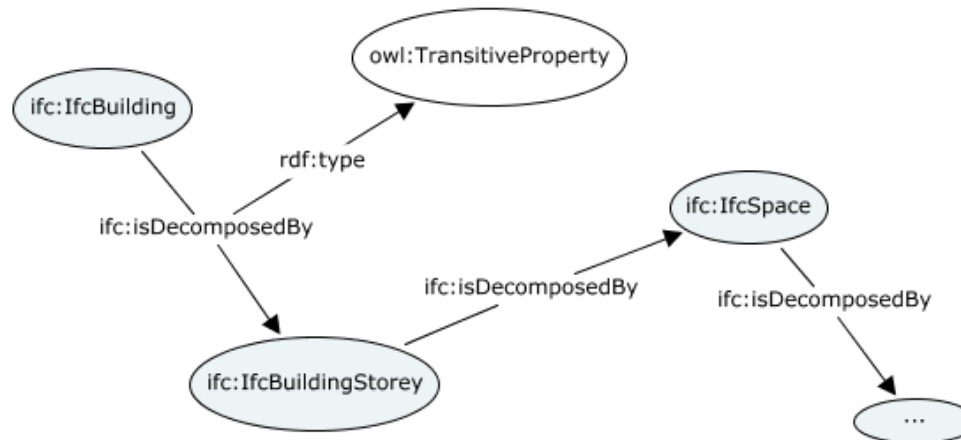 owl:TransitiveProperty
ifc:IfcBuilding
rdf:type
ifc:isDecomposedBy
ifc:IfcSpace
ifc:isDecomposedBy
ifc:isDecomposedBy
ifc:IfcBuildingStorey
...